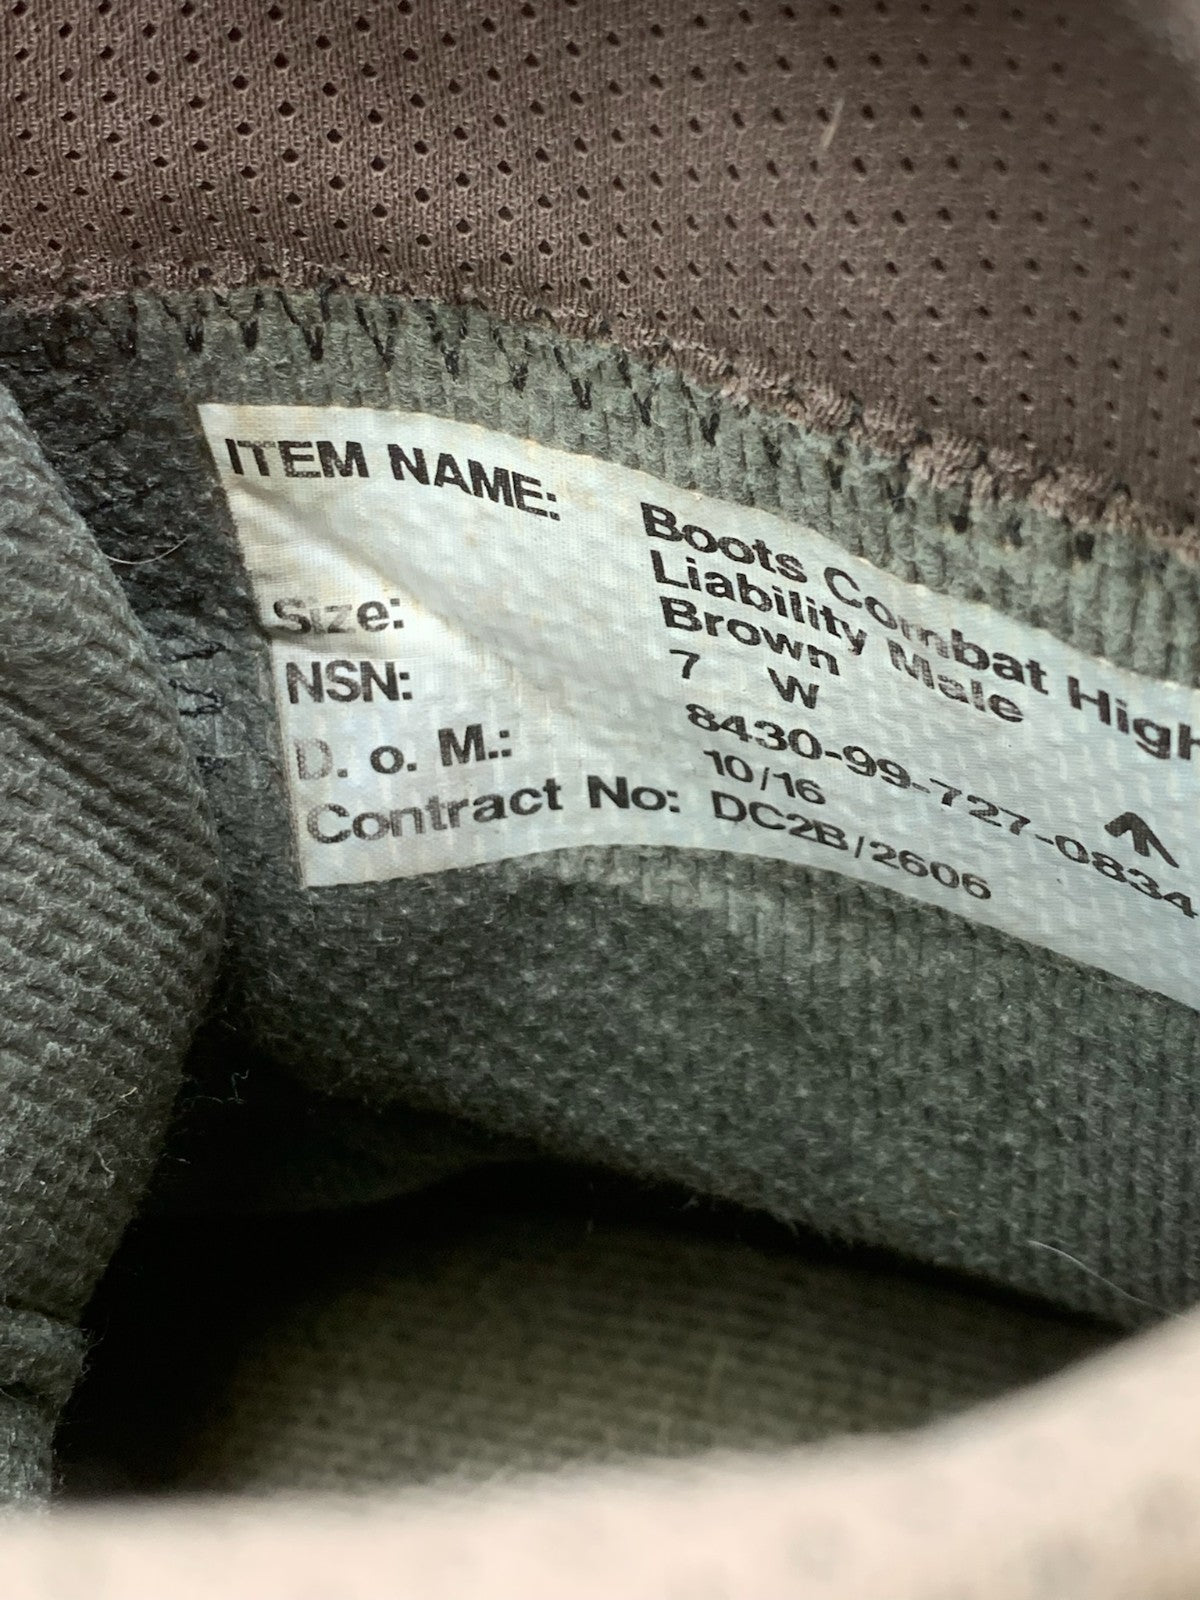 ITEM NAME: Boots Combat High
Liability Male
Brown
Size: 7 W
NSN: 8430-99-727-0834
D. o. M.: 10/16
Contract No: DC2B/2606